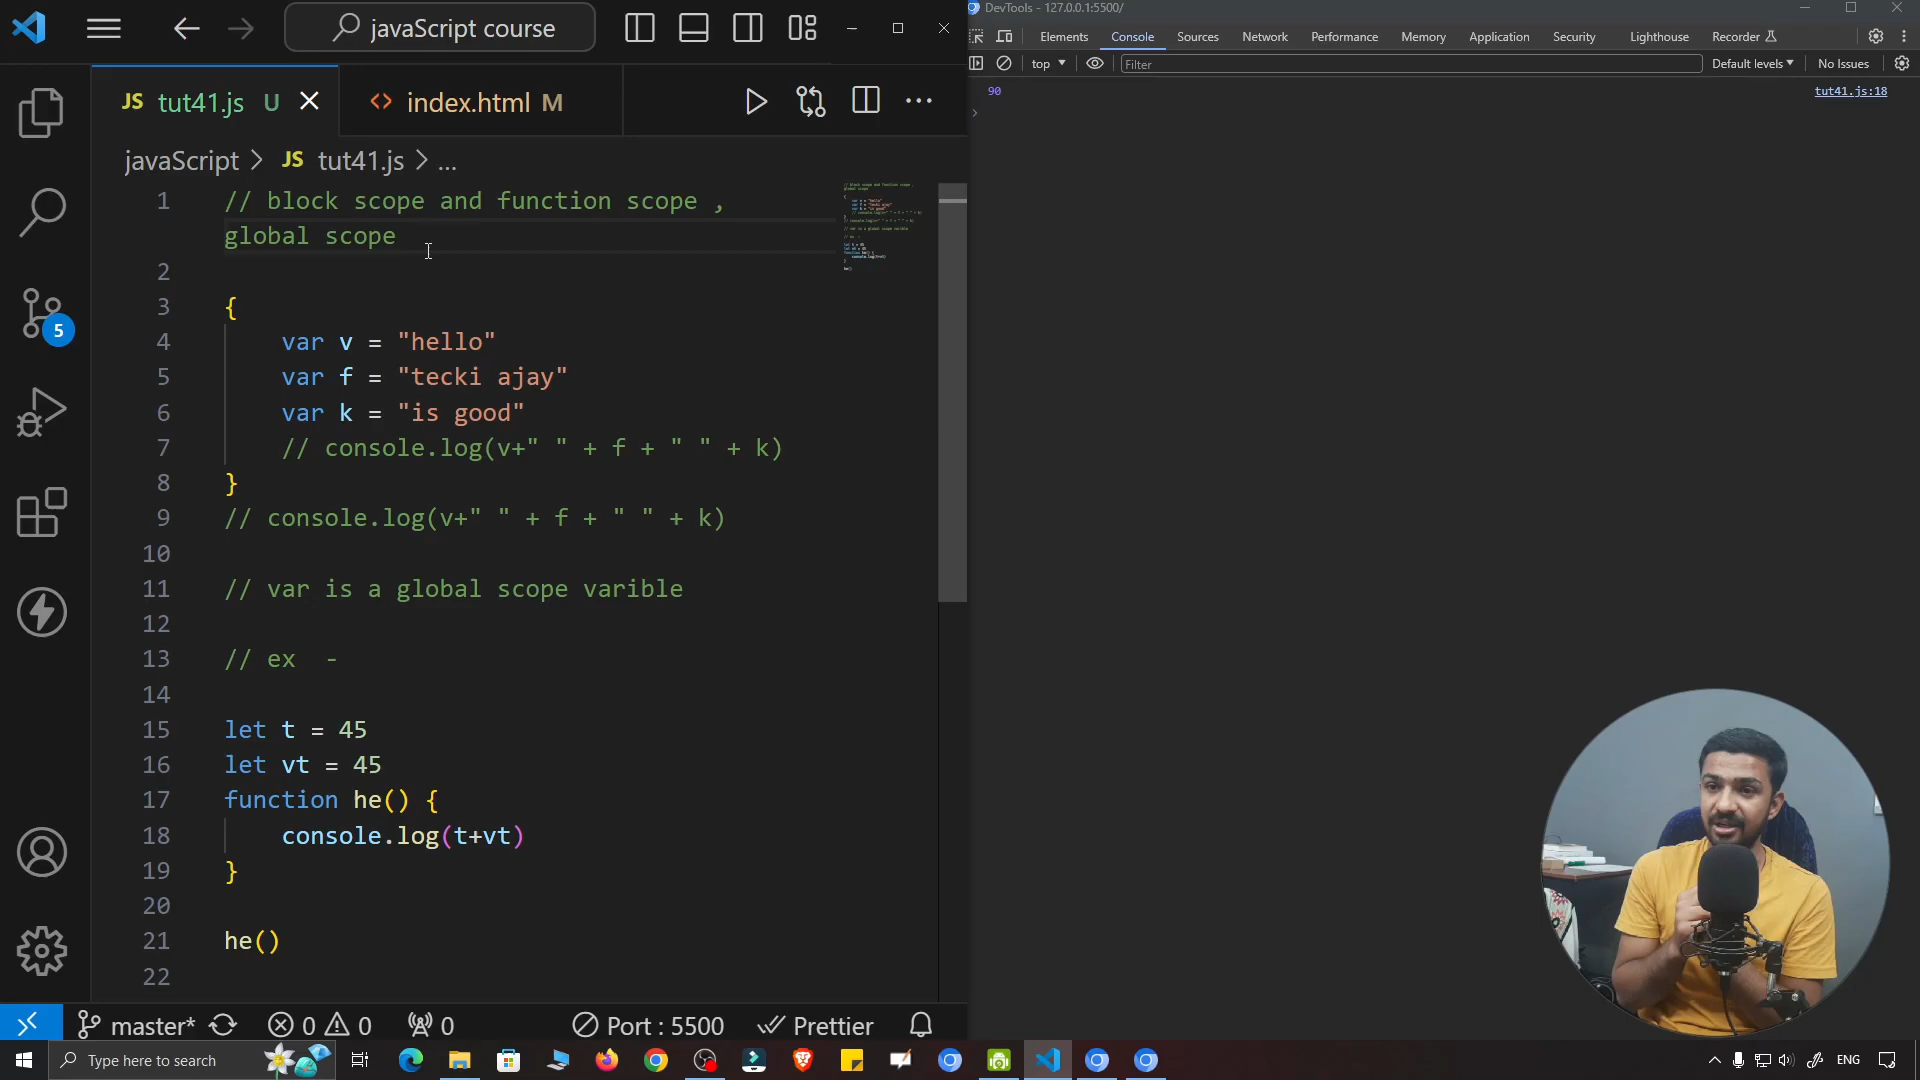 javaScript course
JS tut41.js U
<> index.html M
javaScript > JS tut41.js > ...
1 // block scope and function scope ,
global scope
2
3 {
4 var v = "hello"
5 var f = "tecki ajay"
6 var k = "is good"
7 // console.log(v+" " + f + " " + k)
8 }
9 // console.log(v+" " + f + " " + k)
10
11 // var is a global scope varible
12
13 // ex  -
14
15 let t = 45
16 let vt = 45
17 function he() {
18 console.log(t+vt)
19 }
20
21 he()
22
5
master* 0 0 0 Port : 5500 Prettier
DevTools - 127.0.0.1:5500/
Elements Console Sources Network Performance Memory Application Security Lighthouse Recorder
top Filter Default levels No Issues
90 tut41.js:18
Type here to search
ENG